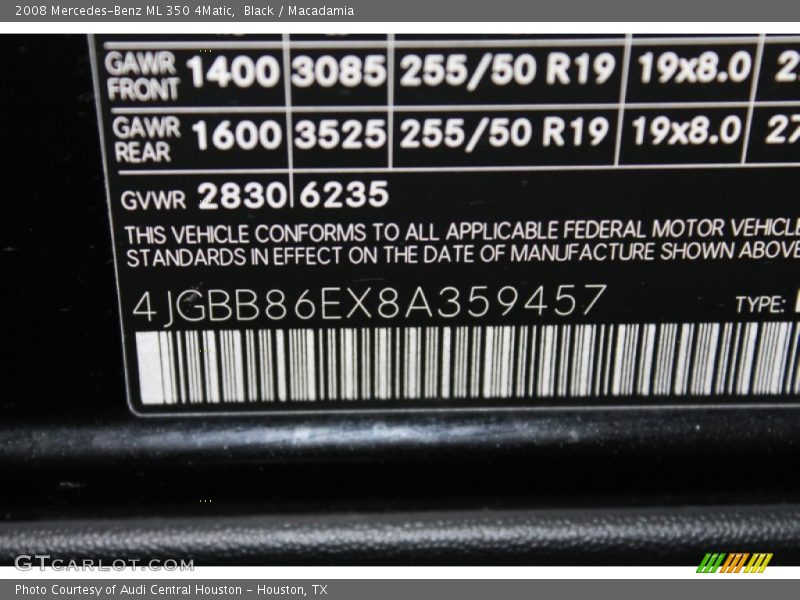 2008 Mercedes-Benz ML 350 4Matic,  Black / Macadamia
GAWR FRONT 1400 3085 255/50 R19 19x8.0
GAWR REAR 1600 3525 255/50 R19 19x8.0 27
GVWR 2830 6235
THIS VEHICLE CONFORMS TO ALL APPLICABLE FEDERAL MOTOR VEHICLE
STANDARDS IN EFFECT ON THE DATE OF MANUFACTURE SHOWN ABOVE
4JGBB86EX8A359457 TYPE:
GTCARLOT.COM
Photo Courtesy of Audi Central Houston - Houston, TX